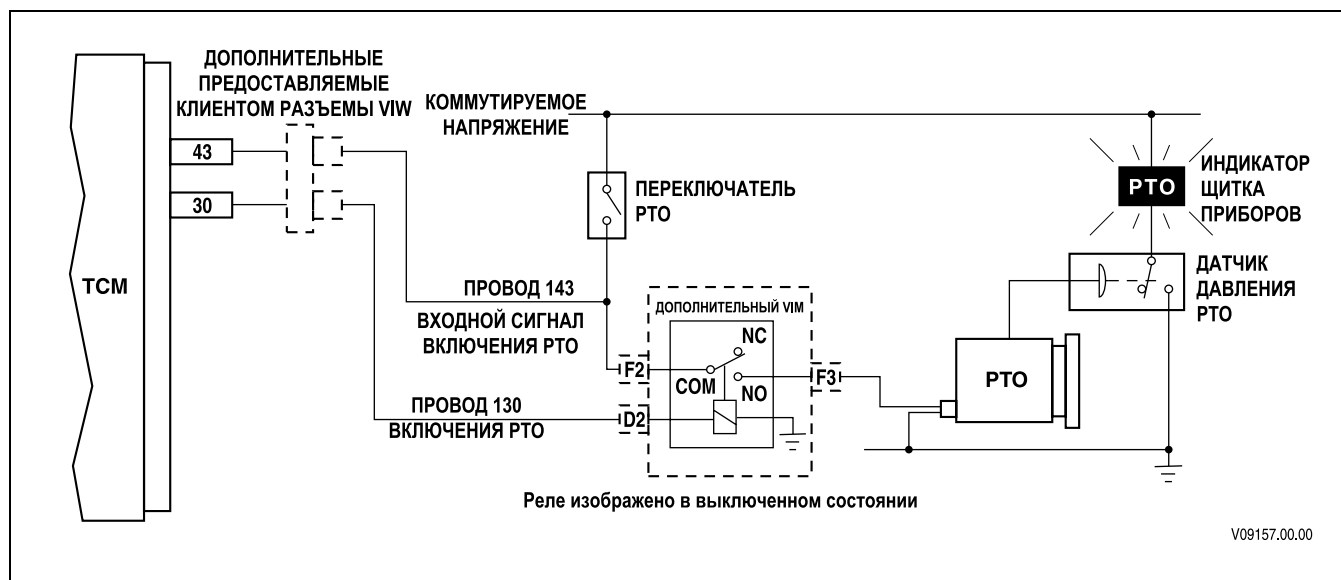 ДОПОЛНИТЕЛЬНЫЕ
ПРЕДОСТАВЛЯЕМЫЕ
КЛИЕНТОМ РАЗЪЕМЫ VIW
КОММУТИРУЕМОЕ
НАПРЯЖЕНИЕ
43
30
TCM
ПЕРЕКЛЮЧАТЕЛЬ
PTO
PTO
ИНДИКАТОР
ЩИТКА
ПРИБОРОВ
ДАТЧИК
ДАВЛЕНИЯ
PTO
ПРОВОД 143
ВХОДНОЙ СИГНАЛ
ВКЛЮЧЕНИЯ PTO
ДОПОЛНИТЕЛЬНЫЙ VIM
NC
F2
COM
NO
F3
PTO
ПРОВОД 130
ВКЛЮЧЕНИЯ PTO
D2
Реле изображено в выключенном состоянии
V09157.00.00